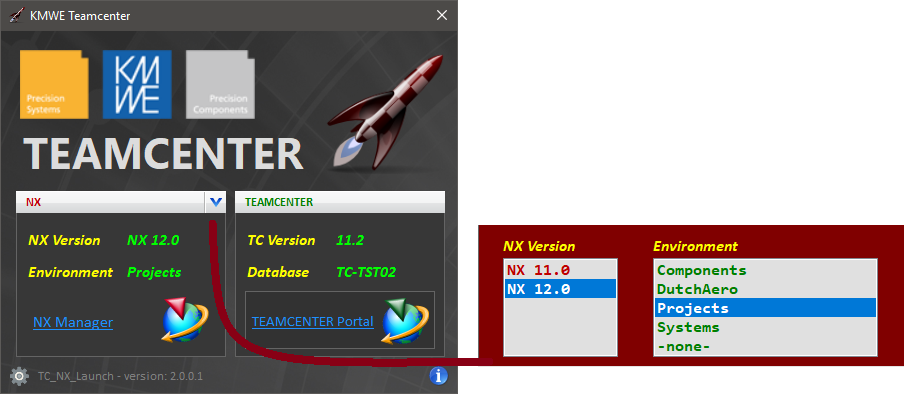 KMWE Teamcenter
Precision
Systems
KM
WE
Precision
Components
TEAMCENTER
NX
TEAMCENTER
NX Version NX 12.0
Environment Projects
TC Version 11.2
Database TC-TST02
NX Manager
TEAMCENTER Portal
TC_NX_Launch - version: 2.0.0.1
NX Version
NX 11.0
NX 12.0
Environment
Components
DutchAero
Projects
Systems
-none-